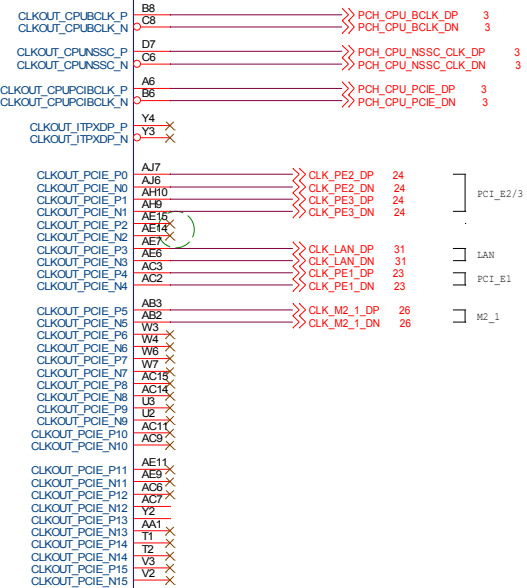 CLKOUT_CPUBCLK_P B8 PCH_CPU_BCLK_DP 3
CLKOUT_CPUBCLK_N C8 PCH_CPU_BCLK_DN 3
CLKOUT_CPUNSSC_P D7 PCH_CPU_NSSC_CLK_DP 3
CLKOUT_CPUNSSC_N C6 PCH_CPU_NSSC_CLK_DN 3
CLKOUT_CPUPCIBCLK_P A6 PCH_CPU_PCIE_DP 3
CLKOUT_CPUPCIBCLK_N B6 PCH_CPU_PCIE_DN 3
CLKOUT_ITPXDP_P Y4
CLKOUT_ITPXDP_N Y3
CLKOUT_PCIE_P0 AJ7 CLK_PE2_DP 24
CLKOUT_PCIE_N0 AJ6 CLK_PE2_DN 24 PCI_E2/3
CLKOUT_PCIE_P1 AH10 CLK_PE3_DP 24
CLKOUT_PCIE_N1 AH9 CLK_PE3_DN 24
CLKOUT_PCIE_P2 AE15
CLKOUT_PCIE_N2 AE14
CLKOUT_PCIE_P3 AE7 CLK_LAN_DP 31 LAN
CLKOUT_PCIE_N3 AE6 CLK_LAN_DN 31
CLKOUT_PCIE_P4 AC3 CLK_PE1_DP 23 PCI_E1
CLKOUT_PCIE_N4 AC2 CLK_PE1_DN 23
CLKOUT_PCIE_P5 AB3 CLK_M2_1_DP 26 M2_1
CLKOUT_PCIE_N5 AB2 CLK_M2_1_DN 26
CLKOUT_PCIE_P6 W3
CLKOUT_PCIE_N6 W4
CLKOUT_PCIE_P7 W6
CLKOUT_PCIE_N7 W7
CLKOUT_PCIE_P8 AC15
CLKOUT_PCIE_N8 AC14
CLKOUT_PCIE_P9 U3
CLKOUT_PCIE_N9 U2
CLKOUT_PCIE_P10 AC11
CLKOUT_PCIE_N10 AC9
CLKOUT_PCIE_P11 AE11
CLKOUT_PCIE_N11 AE9
CLKOUT_PCIE_P12 AC6
CLKOUT_PCIE_N12 AC7
CLKOUT_PCIE_P13 Y2
CLKOUT_PCIE_N13 AA1
CLKOUT_PCIE_P14 T1
CLKOUT_PCIE_N14 T2
CLKOUT_PCIE_P15 V3
CLKOUT_PCIE_N15 V2